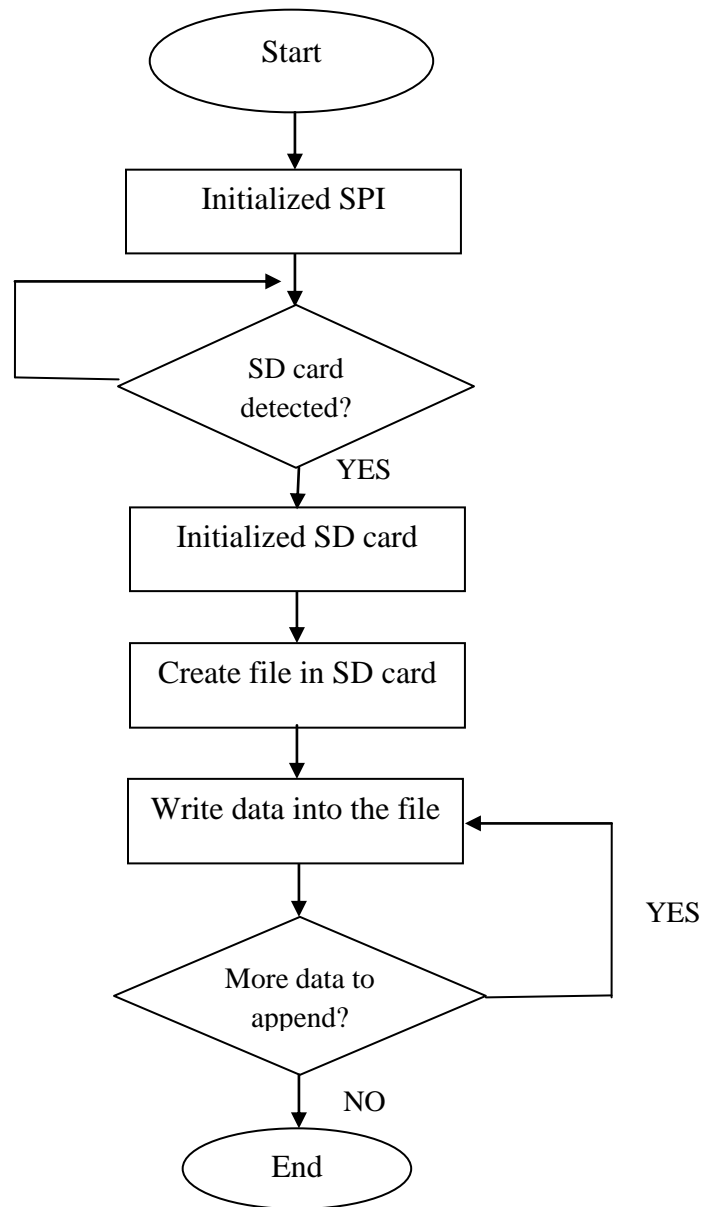 Start
Initialized SPI
SD card
detected?
YES
Initialized SD card
Create file in SD card
Write data into the file
YES
More data to
append?
NO
End